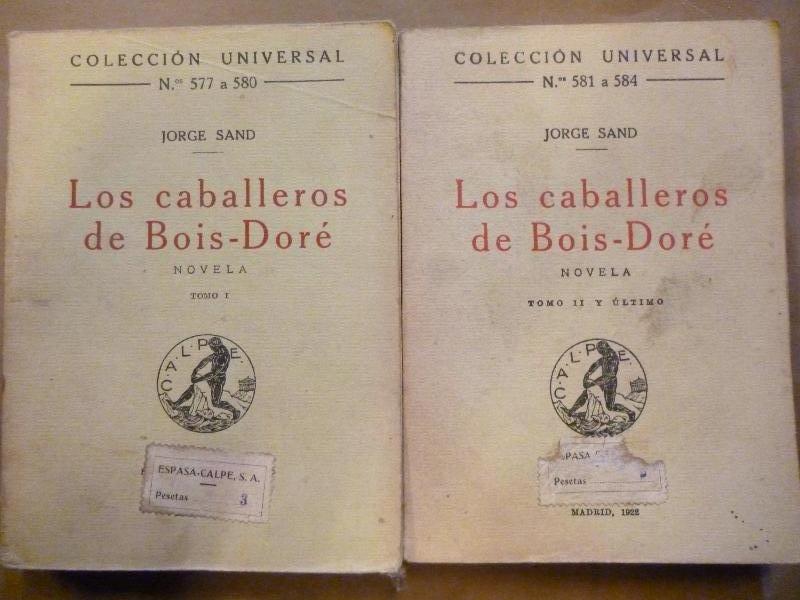 COLECCIÓN UNIVERSAL
N.os 577 a 580
JORGE SAND
Los caballeros
de Bois-Doré
NOVELA
TOMO I
C.A.L.P.E.
ESPASA-CALPE, S. A.
Pesetas 3
COLECCIÓN UNIVERSAL
N.os 581 a 584
JORGE SAND
Los caballeros
de Bois-Doré
NOVELA
TOMO II Y ÚLTIMO
C.A.L.P.E.
PASA
Pesetas
MADRID, 1922